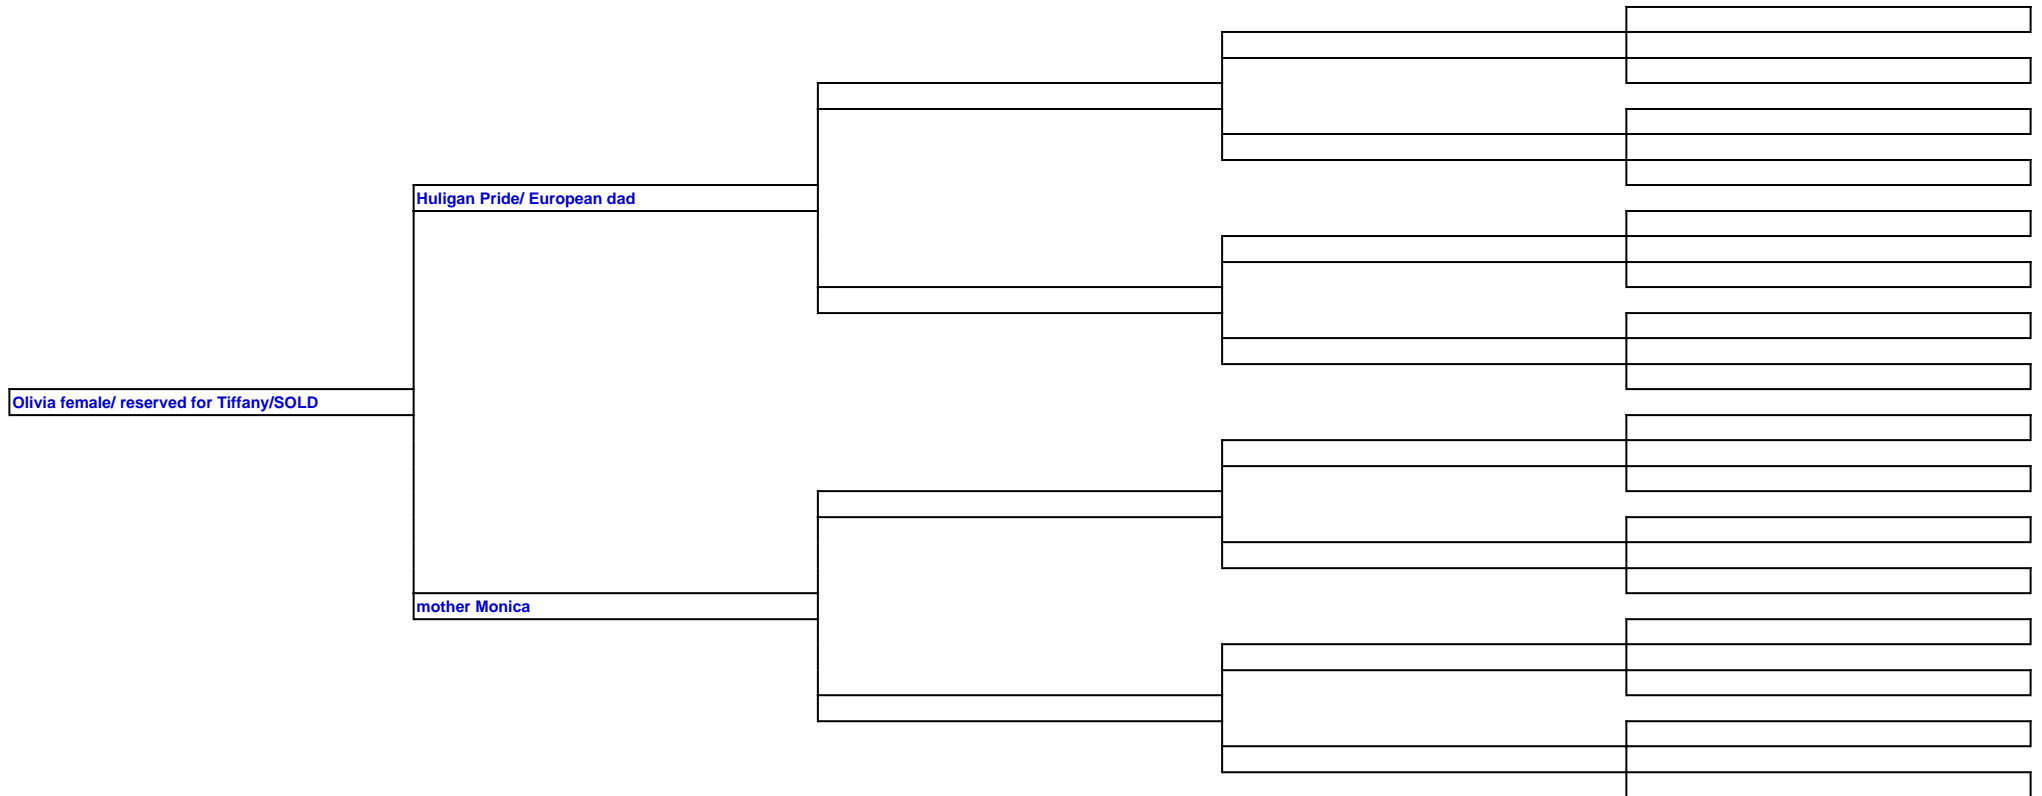 Huligan Pride/ European dad
Olivia female/ reserved for Tiffany/SOLD
mother Monica